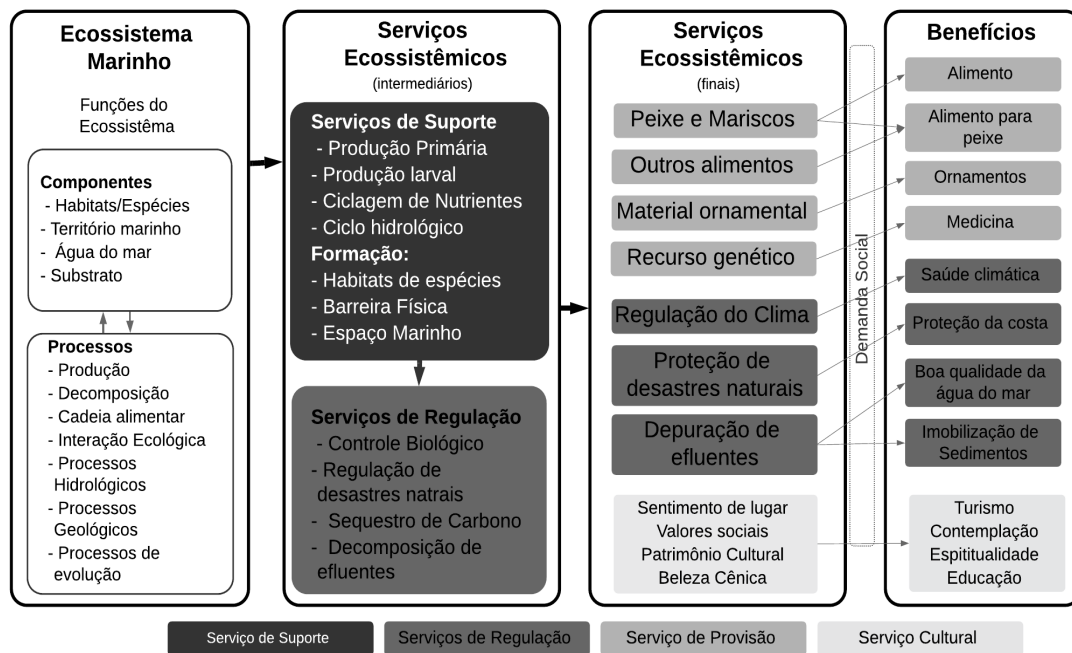 Ecossistema
Marinho
Funções do
Ecossistêma
Componentes
- Habitats/Espécies
- Território marinho
- Água do mar
- Substrato
Processos
- Produção
- Decomposição
- Cadeia alimentar
- Interação Ecológica
- Processos
Hidrológicos
- Processos
Geológicos
- Processos de
evolução
Serviços
Ecossistêmicos
(intermediários)
Serviços de Suporte
- Produção Primária
- Produção larval
- Ciclagem de Nutrientes
- Ciclo hidrológico
Formação:
- Habitats de espécies
- Barreira Física
- Espaço Marinho
Serviços de Regulação
- Controle Biológico
- Regulação de
desastres natrais
- Sequestro de Carbono
- Decomposição de
efluentes
Serviços
Ecossistêmicos
(finais)
Peixe e Mariscos
Outros alimentos
Material ornamental
Recurso genético
Regulação do Clima
Proteção de
desastres naturais
Depuração de
efluentes
Sentimento de lugar
Valores sociais
Patrimônio Cultural
Beleza Cênica
Demanda Social
Benefícios
Alimento
Alimento para
peixe
Ornamentos
Medicina
Saúde climática
Proteção da costa
Boa qualidade da
água do mar
Imobilização de
Sedimentos
Turismo
Contemplação
Espititualidade
Educação
Serviço de Suporte
Serviços de Regulação
Serviço de Provisão
Serviço Cultural